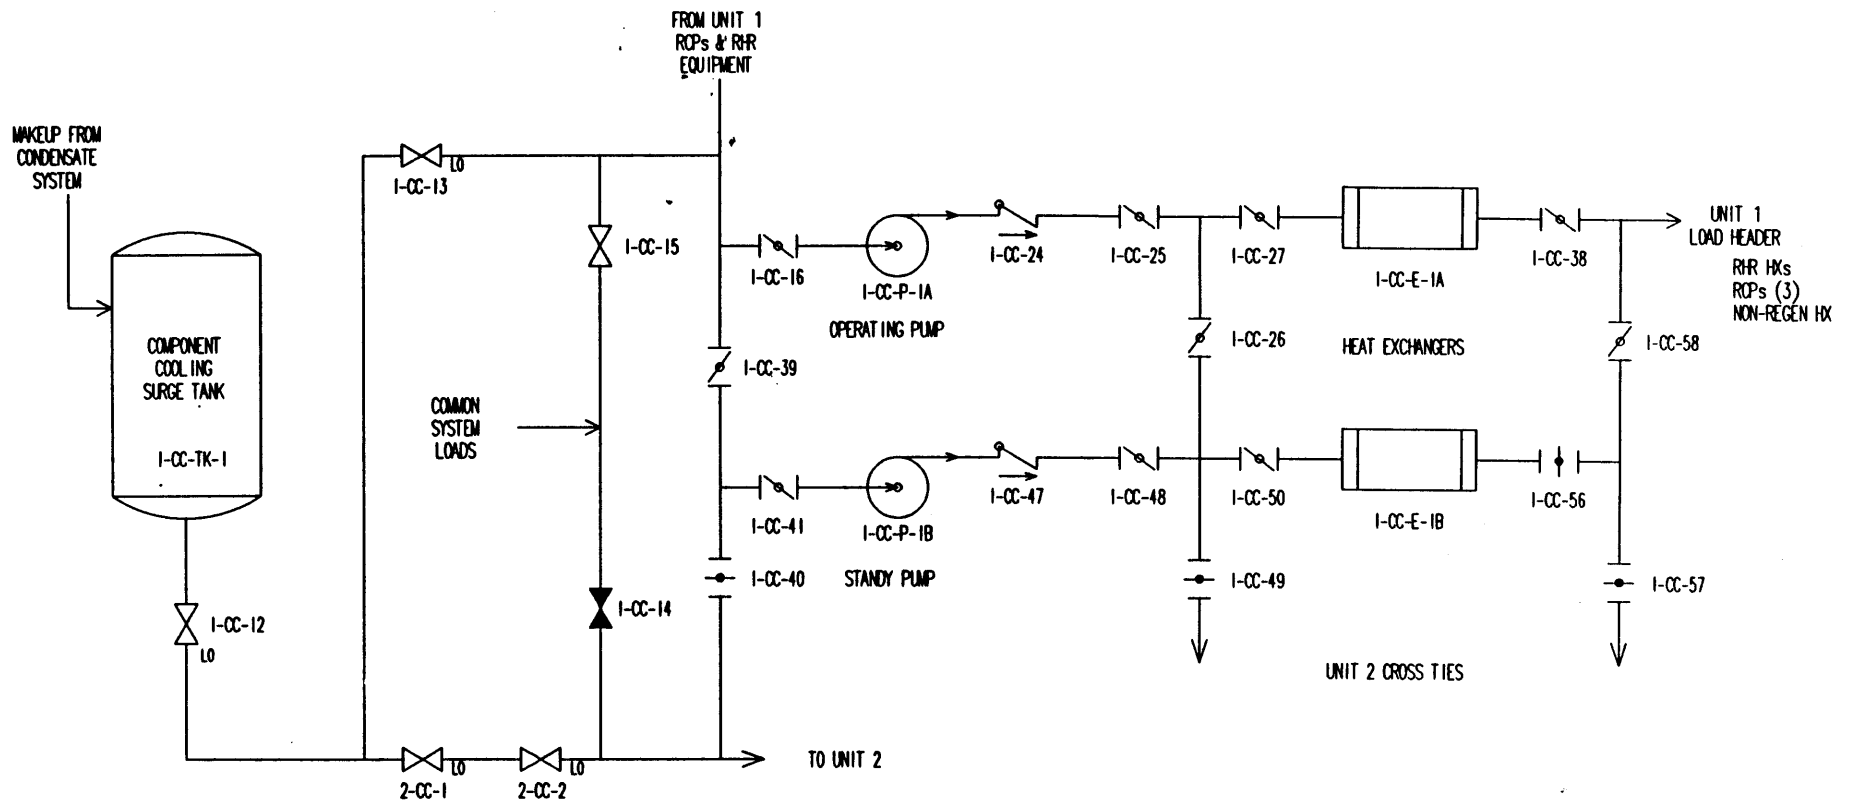 FROM UNIT 1
RCPs & RHR
EQUIPMENT
MAKEUP FROM
CONDENSATE
SYSTEM
LO
1-CC-13
1-CC-15
1-CC-16
1-CC-P-1A
OPERATING PUMP
1-CC-24
1-CC-25
1-CC-27
1-CC-E-1A
1-CC-38
UNIT 1
LOAD HEADER
RHR HXs
RCPs (3)
NON-REGEN HX
1-CC-26
HEAT EXCHANGERS
1-CC-58
COMPONENT
COOLING
SURGE TANK
1-CC-TK-1
1-CC-39
COMMON
SYSTEM
LOADS
1-CC-41
1-CC-P-1B
STANDY PUMP
1-CC-47
1-CC-48
1-CC-50
1-CC-E-1B
1-CC-56
1-CC-40
1-CC-49
1-CC-57
1-CC-14
1-CC-12
LO
UNIT 2 CROSS TIES
LO
2-CC-1
LO
2-CC-2
TO UNIT 2